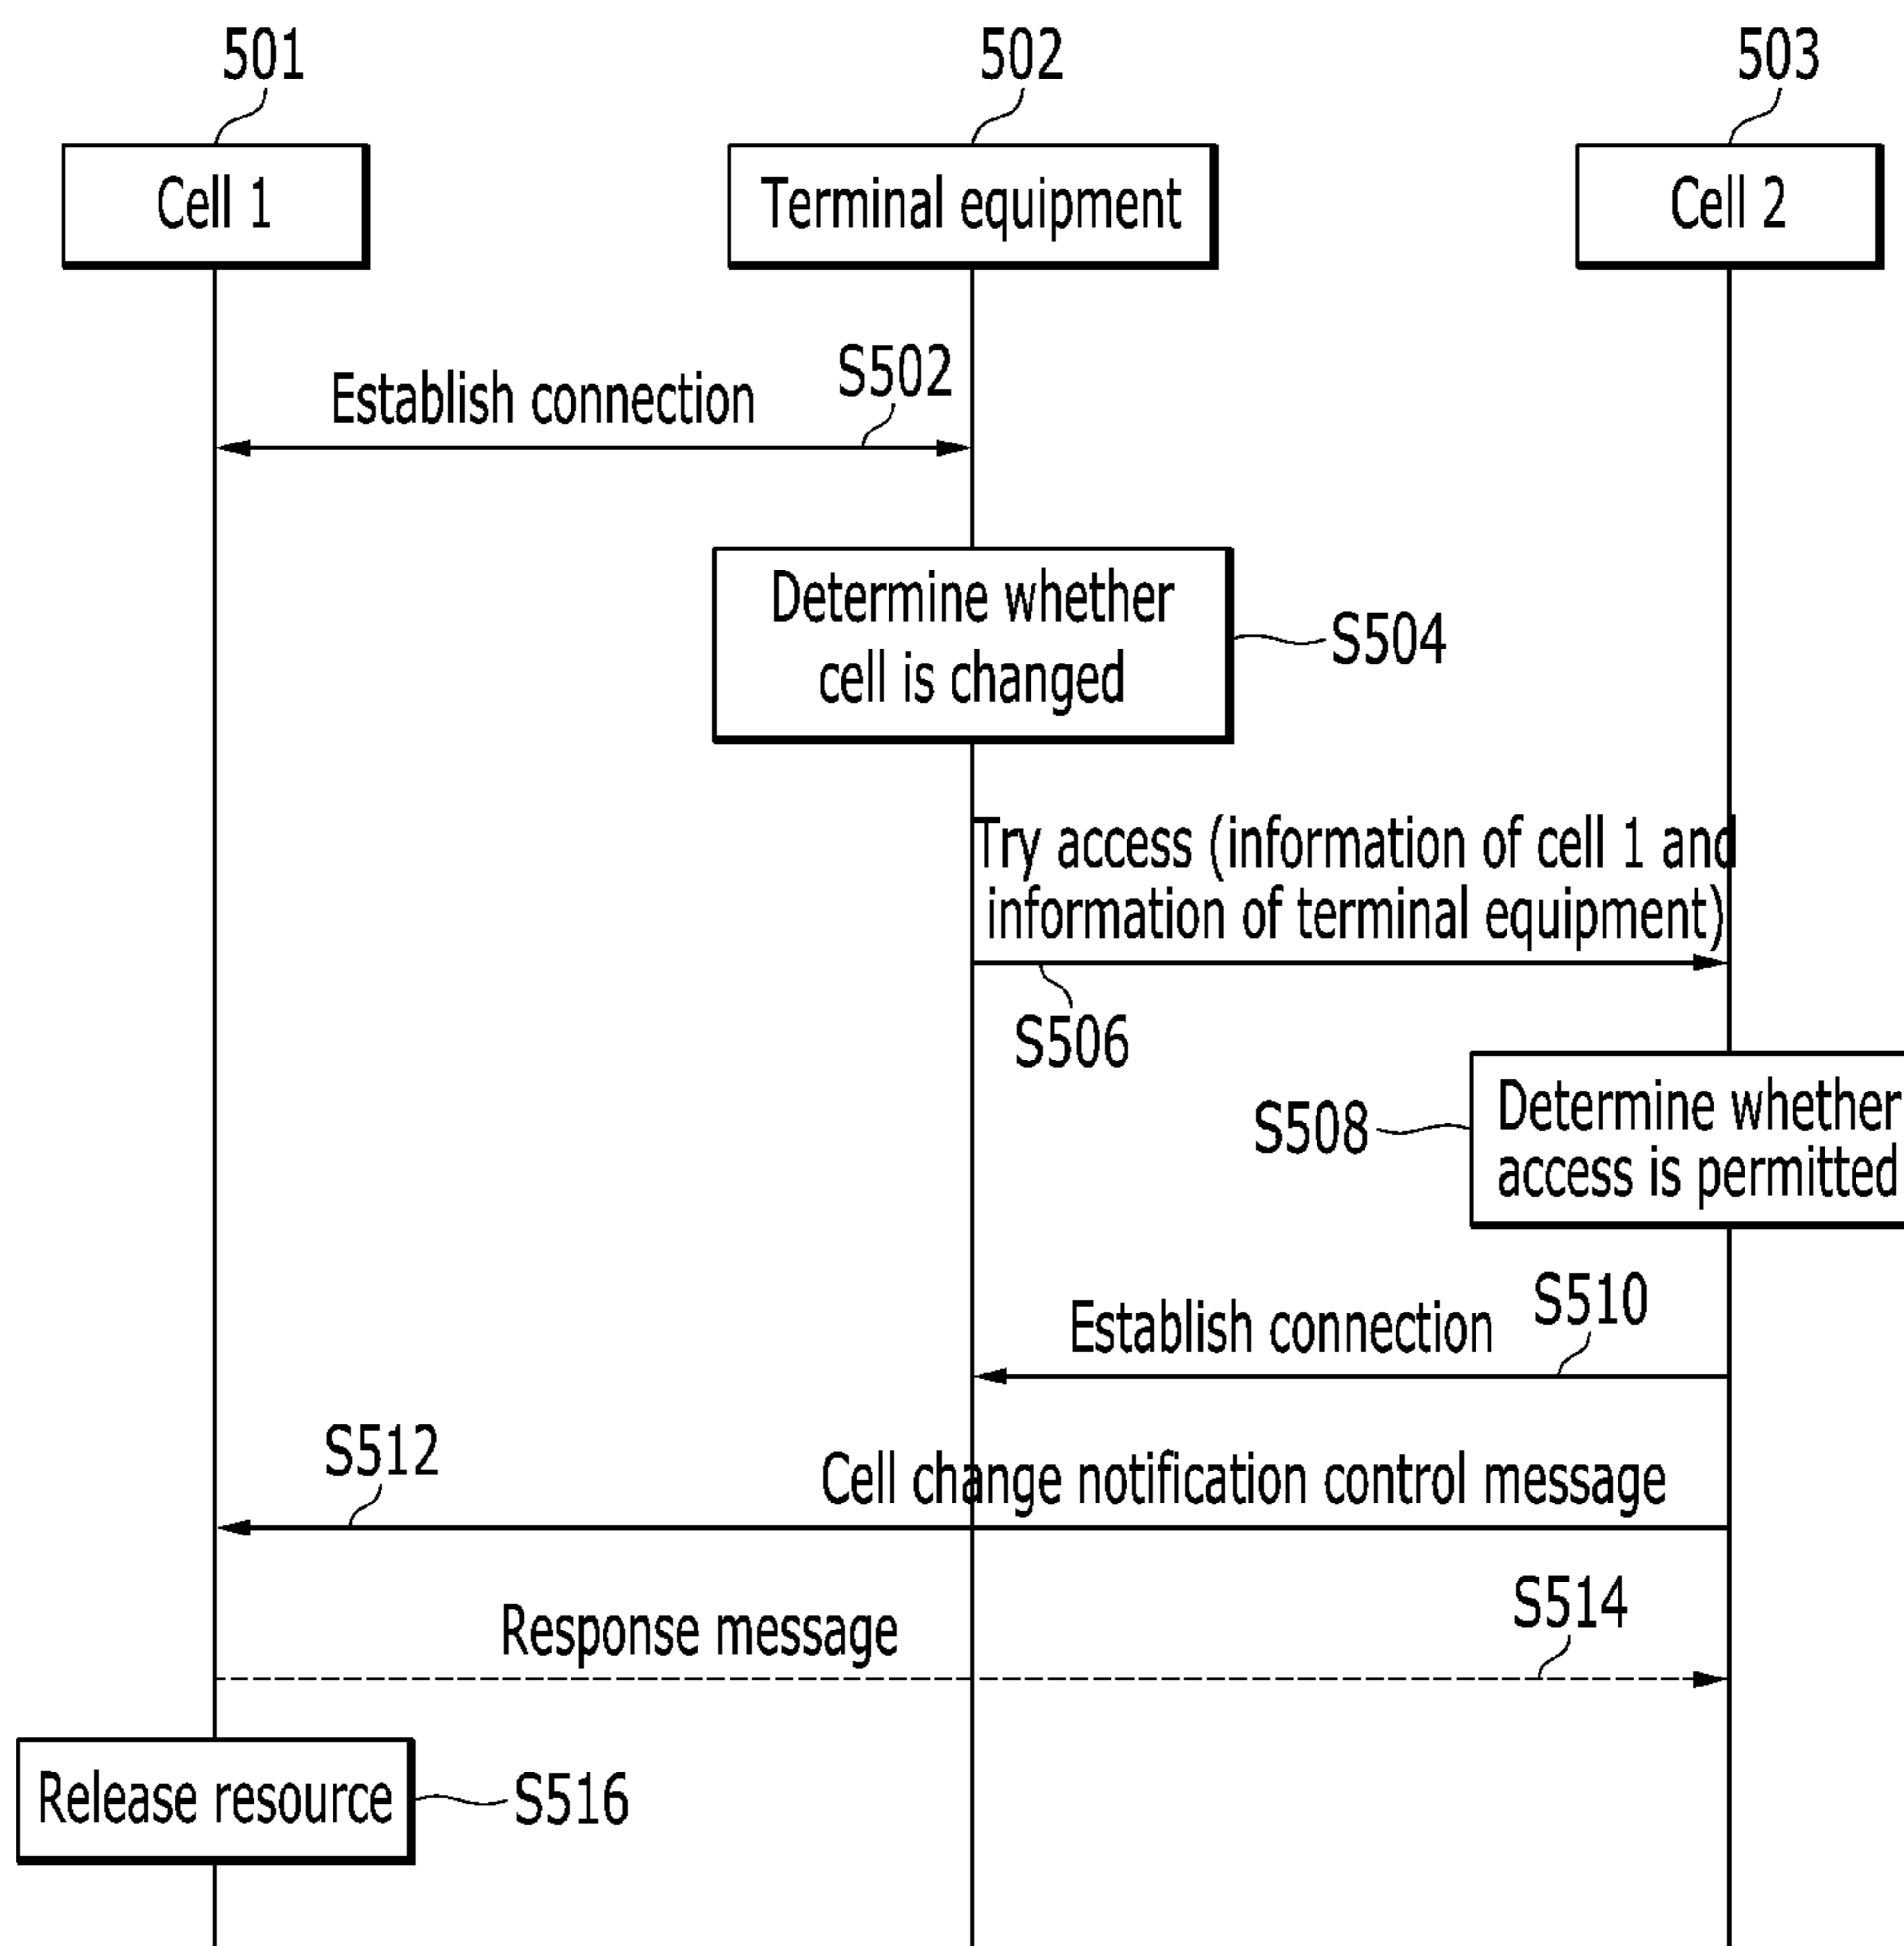 501
502
503
Cell 1
Terminal equipment
Cell 2
S502
Establish connection
Determine whether
cell is changed
S504
Try access (information of cell 1 and
information of terminal equipment)
S506
S508
Determine whether
access is permitted
S510
Establish connection
S512
Cell change notification control message
S514
Response message
Release resource
S516